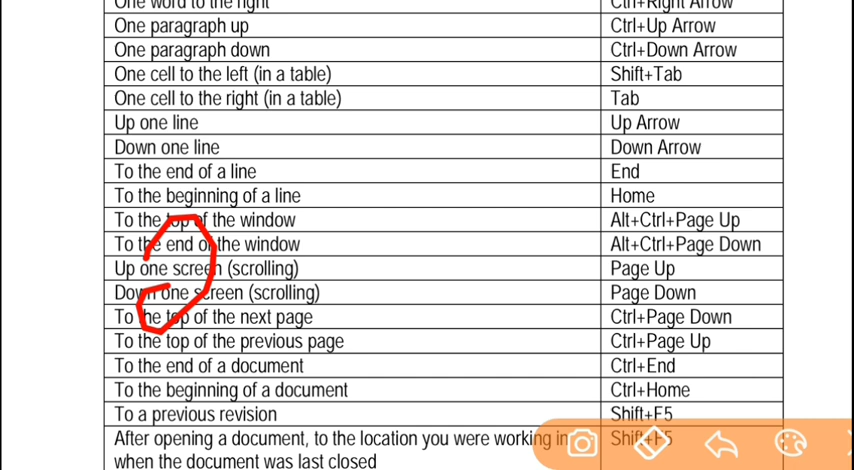 One word to the right Ctrl+Right Arrow
One paragraph up Ctrl+Up Arrow
One paragraph down Ctrl+Down Arrow
One cell to the left (in a table) Shift+Tab
One cell to the right (in a table) Tab
Up one line Up Arrow
Down one line Down Arrow
To the end of a line End
To the beginning of a line Home
To the top of the window Alt+Ctrl+Page Up
To the end of the window Alt+Ctrl+Page Down
Up one screen (scrolling) Page Up
Down one screen (scrolling) Page Down
To the top of the next page Ctrl+Page Down
To the top of the previous page Ctrl+Page Up
To the end of a document Ctrl+End
To the beginning of a document Ctrl+Home
To a previous revision Shift+F5
After opening a document, to the location you were working in Shift+F5
when the document was last closed